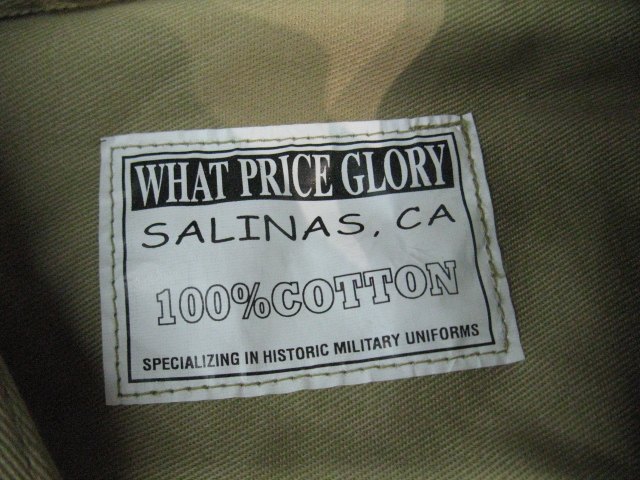 WHAT PRICE GLORY
SALINAS, CA
100% COTTON
SPECIALIZING IN HISTORIC MILITARY UNIFORMS